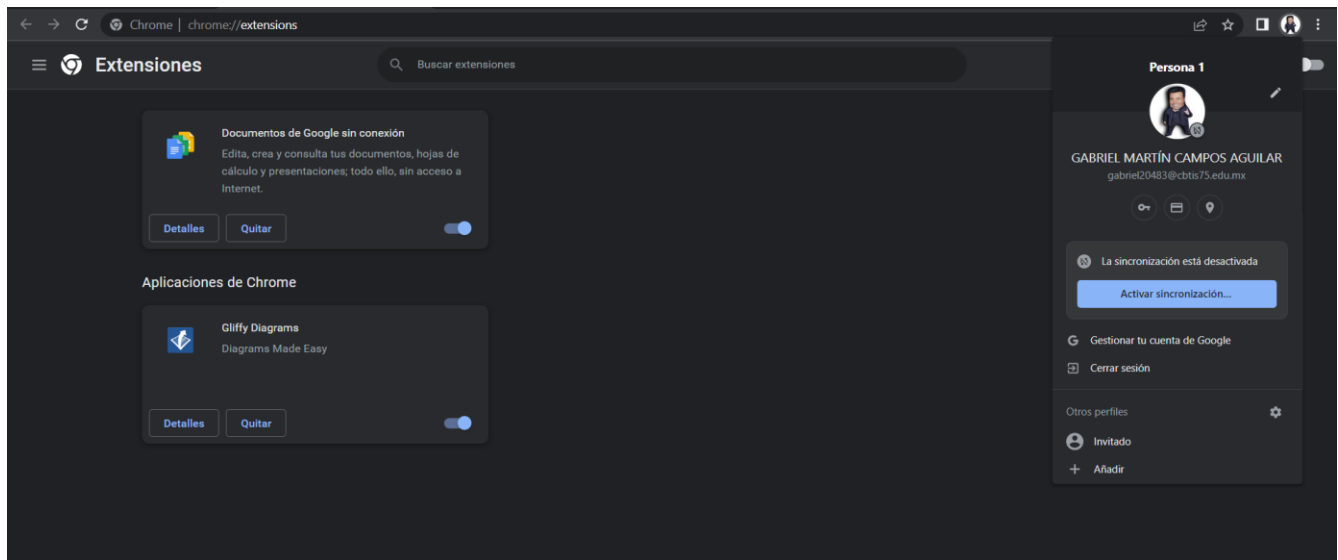 Chrome | chrome://extensions
Extensiones
Buscar extensiones
Documentos de Google sin conexión
Edita, crea y consulta tus documentos, hojas de
cálculo y presentaciones; todo ello, sin acceso a
Internet.
Detalles
Quitar
Aplicaciones de Chrome
Gliffy Diagrams
Diagrams Made Easy
Detalles
Quitar
Persona 1
GABRIEL MARTÍN CAMPOS AGUILAR
gabriel20483@cbtis75.edu.mx
La sincronización está desactivada
Activar sincronización...
G Gestionar tu cuenta de Google
Cerrar sesión
Otros perfiles
Invitado
Añadir